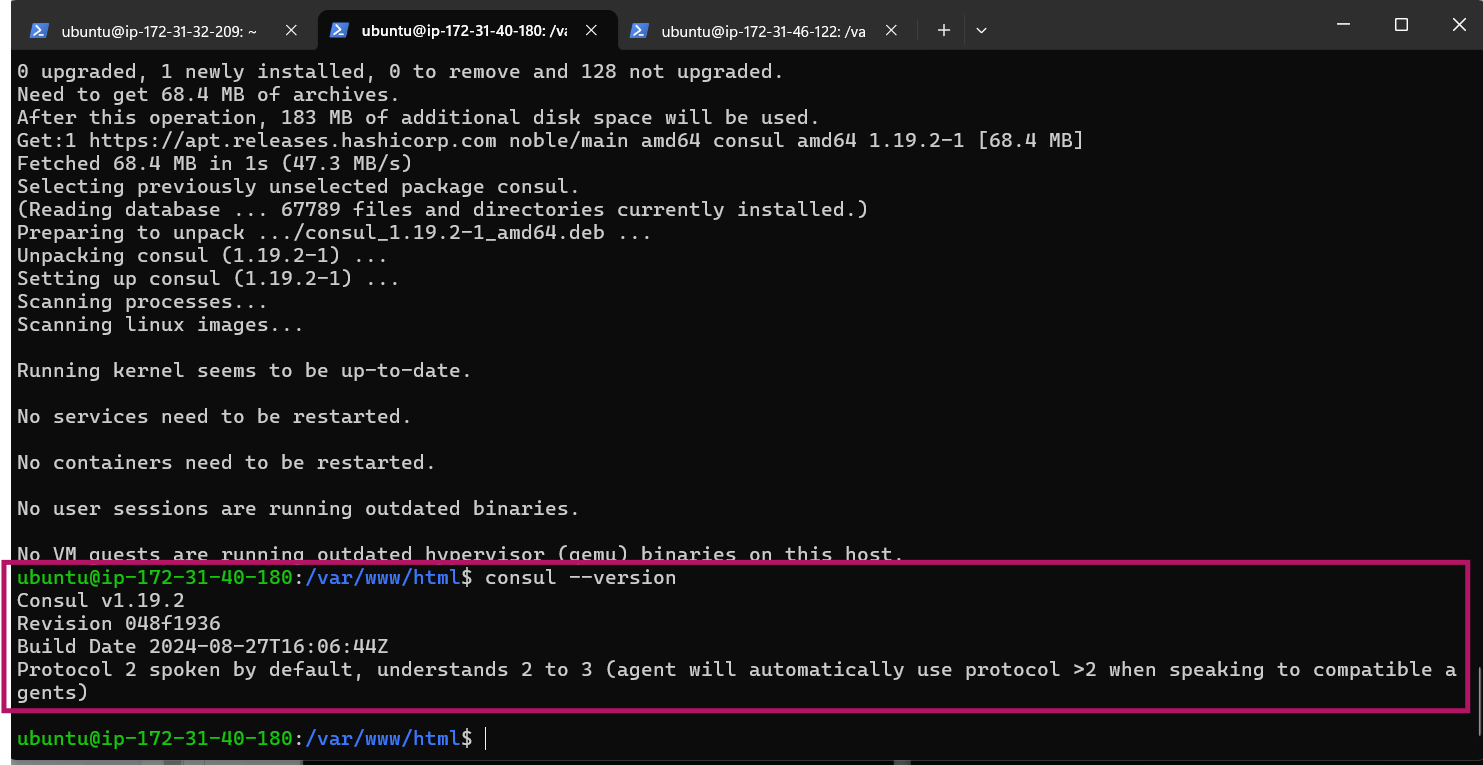 ubuntu@ip-172-31-32-209: ~
ubuntu@ip-172-31-40-180: /va
ubuntu@ip-172-31-46-122: /va
0 upgraded, 1 newly installed, 0 to remove and 128 not upgraded.
Need to get 68.4 MB of archives.
After this operation, 183 MB of additional disk space will be used.
Get:1 https://apt.releases.hashicorp.com noble/main amd64 consul amd64 1.19.2-1 [68.4 MB]
Fetched 68.4 MB in 1s (47.3 MB/s)
Selecting previously unselected package consul.
(Reading database ... 67789 files and directories currently installed.)
Preparing to unpack .../consul_1.19.2-1_amd64.deb ...
Unpacking consul (1.19.2-1) ...
Setting up consul (1.19.2-1) ...
Scanning processes...
Scanning linux images...
Running kernel seems to be up-to-date.
No services need to be restarted.
No containers need to be restarted.
No user sessions are running outdated binaries.
No VM guests are running outdated hypervisor (qemu) binaries on this host.
ubuntu@ip-172-31-40-180:/var/www/html$ consul --version
Consul v1.19.2
Revision 048f1936
Build Date 2024-08-27T16:06:44Z
Protocol 2 spoken by default, understands 2 to 3 (agent will automatically use protocol >2 when speaking to compatible a
gents)
ubuntu@ip-172-31-40-180:/var/www/html$